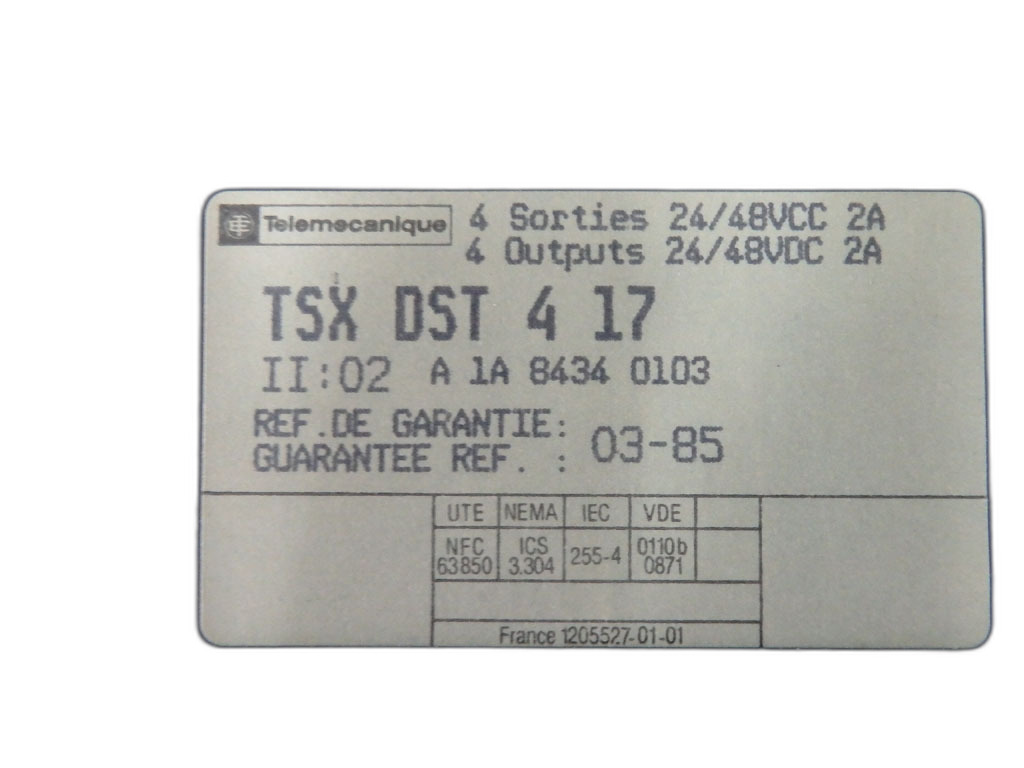 Telemecanique 4 Sorties 24/48VCC 2A
4 Outputs 24/48VDC 2A
TSX DST 4 17
II:02 A 1A 8434 0103
REF.DE GARANTIE:
GUARANTEE REF. : 03-85
UTE NEMA IEC VDE
NFC ICS 255-4 0110b
63850 3.304 0871
France 1205527-01-01